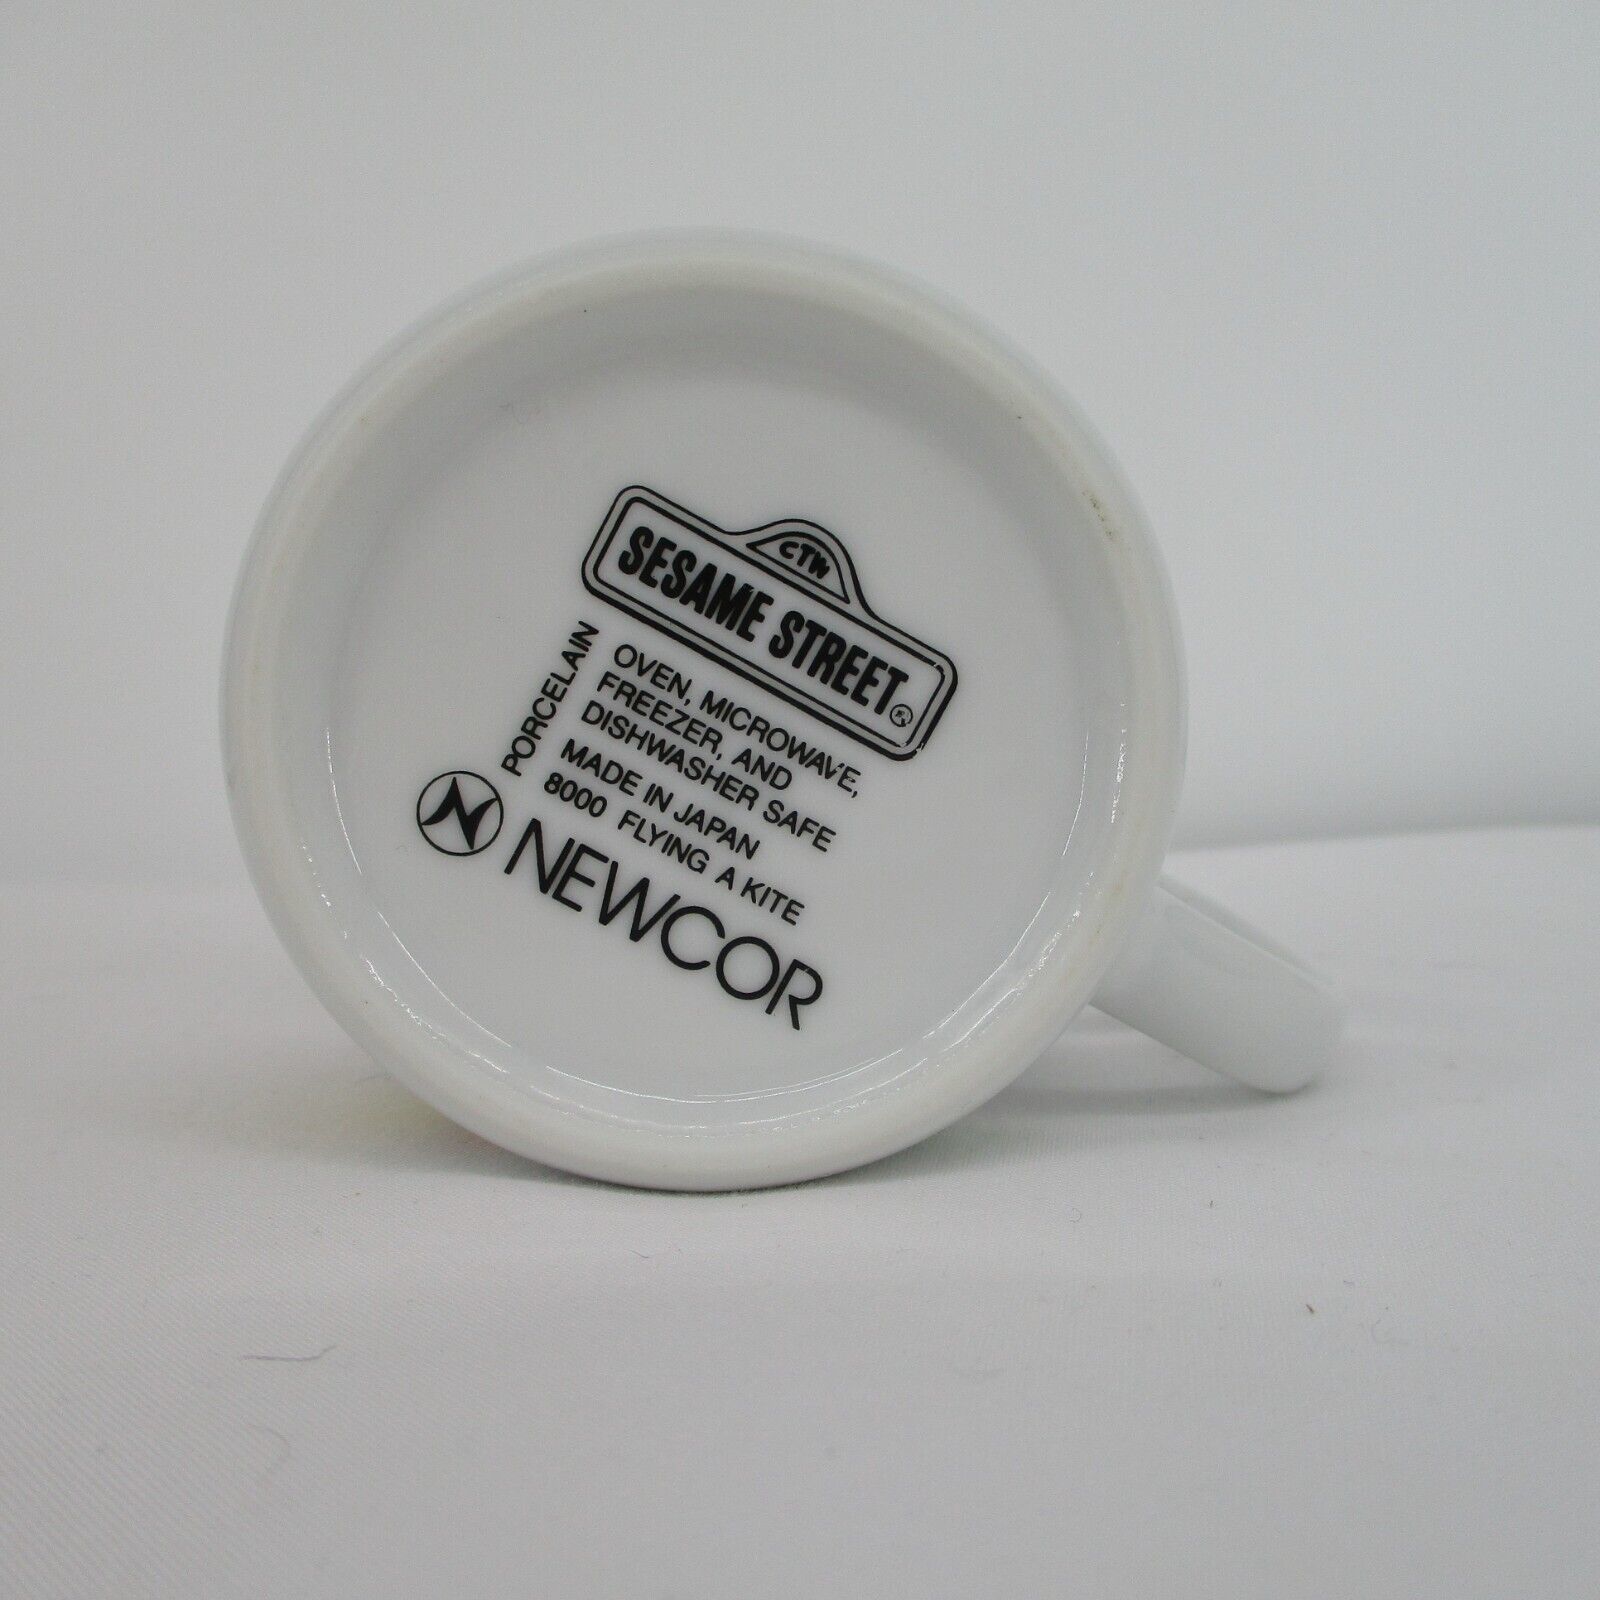 CTW
SESAME STREET®
PORCELAIN
OVEN, MICROWAVE,
FREEZER, AND
DISHWASHER SAFE
MADE IN JAPAN
8000 FLYING A KITE
N NEWCOR